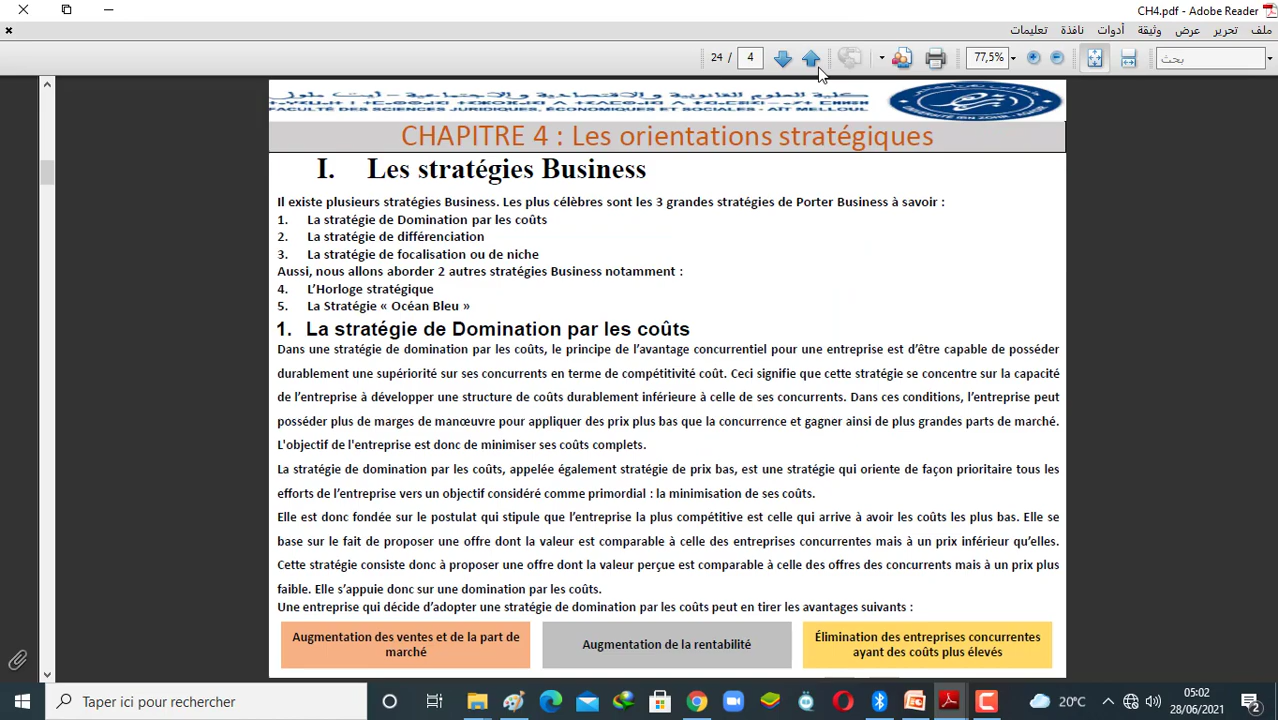 CH4.pdf - Adobe Reader
ملف تحرير عرض وثيقة أدوات نافذة تعليمات
24 / 4
77,5%
بحث
كلية العلوم القانونية والاقتصادية والاجتماعية - أيت ملول
SCIENCES JURIDIQUES, ÉCONOMIQUES ET SOCIALES - AIT MELLOUL
CHAPITRE 4 : Les orientations stratégiques
I. Les stratégies Business
Il existe plusieurs stratégies Business. Les plus célèbres sont les 3 grandes stratégies de Porter Business à savoir :
1. La stratégie de Domination par les coûts
2. La stratégie de différenciation
3. La stratégie de focalisation ou de niche
Aussi, nous allons aborder 2 autres stratégies Business notamment :
4. L’Horloge stratégique
5. La Stratégie « Océan Bleu »
1. La stratégie de Domination par les coûts
Dans une stratégie de domination par les coûts, le principe de l’avantage concurrentiel pour une entreprise est d’être capable de posséder
durablement une supériorité sur ses concurrents en terme de compétitivité coût. Ceci signifie que cette stratégie se concentre sur la capacité
de l’entreprise à développer une structure de coûts durablement inférieure à celle de ses concurrents. Dans ces conditions, l’entreprise peut
posséder plus de marges de manœuvre pour appliquer des prix plus bas que la concurrence et gagner ainsi de plus grandes parts de marché.
L'objectif de l'entreprise est donc de minimiser ses coûts complets.
La stratégie de domination par les coûts, appelée également stratégie de prix bas, est une stratégie qui oriente de façon prioritaire tous les
efforts de l’entreprise vers un objectif considéré comme primordial : la minimisation de ses coûts.
Elle est donc fondée sur le postulat qui stipule que l’entreprise la plus compétitive est celle qui arrive à avoir les coûts les plus bas. Elle se
base sur le fait de proposer une offre dont la valeur est comparable à celle des entreprises concurrentes mais à un prix inférieur qu’elles.
Cette stratégie consiste donc à proposer une offre dont la valeur perçue est comparable à celle des offres des concurrents mais à un prix plus
faible. Elle s’appuie donc sur une domination par les coûts.
Une entreprise qui décide d’adopter une stratégie de domination par les coûts peut en tirer les avantages suivants :
Augmentation des ventes et de la part de
marché
Augmentation de la rentabilité
Élimination des entreprises concurrentes
ayant des coûts plus élevés
Taper ici pour rechercher
20°C
05:02
28/06/2021
2